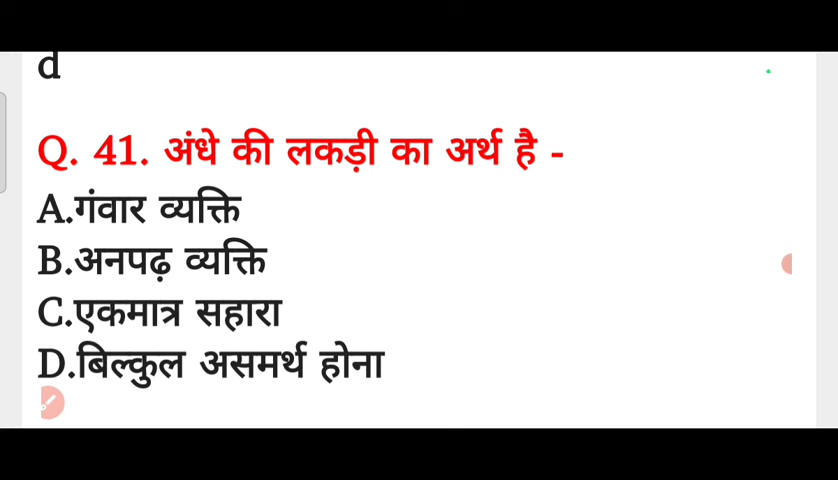 d
Q. 41. अंधे की लकड़ी का अर्थ है -
A.गंवार व्यक्ति
B.अनपढ़ व्यक्ति
C.एकमात्र सहारा
D.बिल्कुल असमर्थ होना